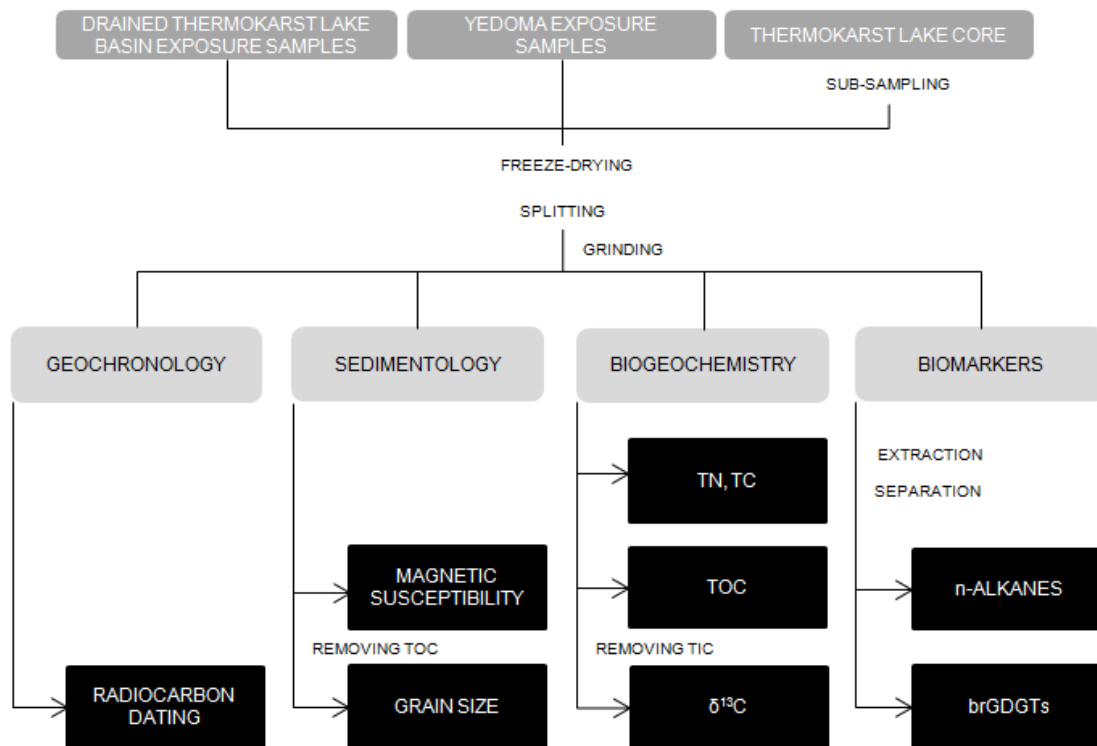 DRAINED THERMOKARST LAKE
BASIN EXPOSURE SAMPLES
YEDOMA EXPOSURE
SAMPLES
THERMOKARST LAKE CORE
SUB-SAMPLING
FREEZE-DRYING
SPLITTING
GRINDING
GEOCHRONOLOGY
SEDIMENTOLOGY
BIOGEOCHEMISTRY
BIOMARKERS
TN, TC
EXTRACTION
SEPARATION
MAGNETIC
SUSCEPTIBILITY
TOC
n-ALKANES
REMOVING TOC
REMOVING TIC
RADIOCARBON
DATING
GRAIN SIZE
δ¹³C
brGDGTs